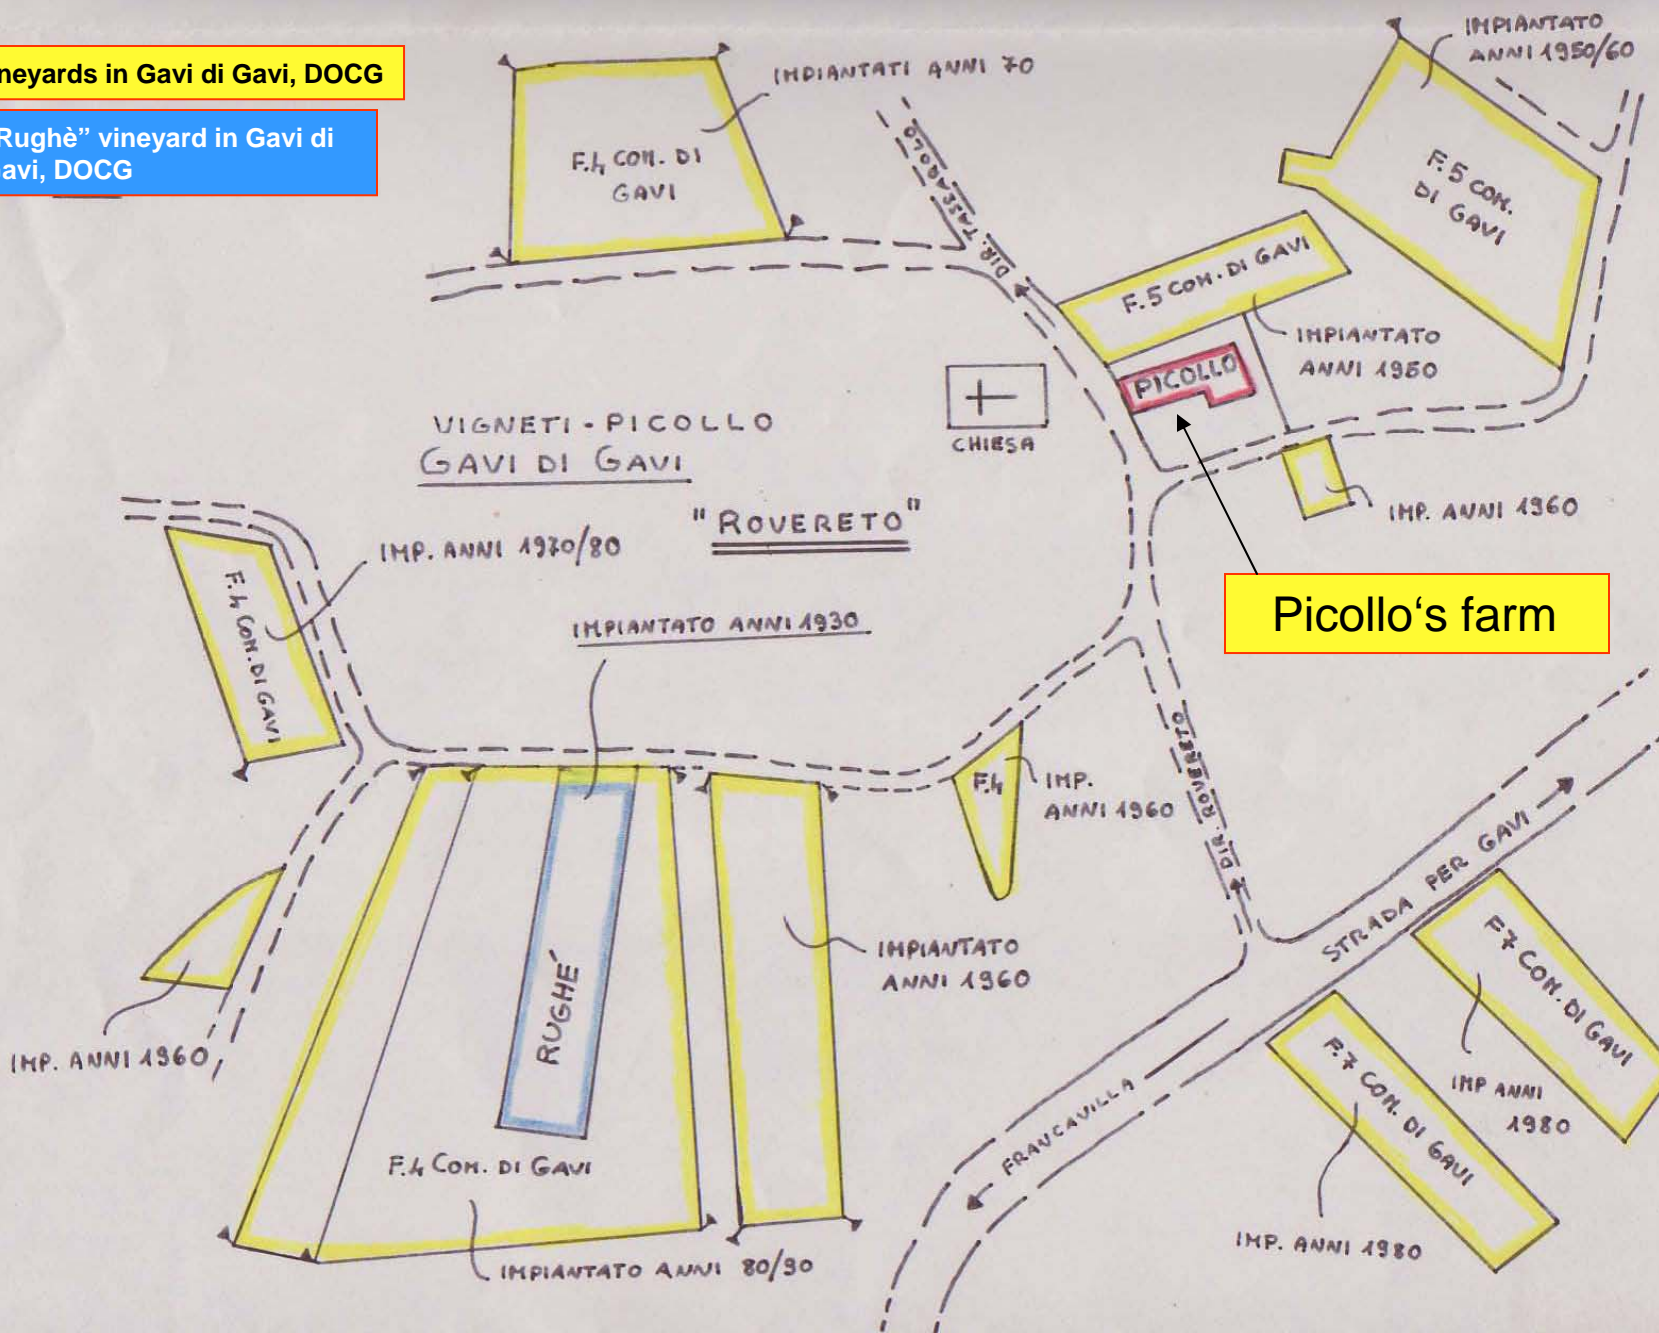 neyards in Gavi di Gavi, DOCG
Rughè” vineyard in Gavi di
avi, DOCG
IMPIANTATI ANNI 70
F.4 COM. DI
GAVI
DIR. TASSAROLO
IMPIANTATO
ANNI 1950/60
F.5 COM.
DI GAVI
F.5 COM. DI GAVI
IMPIANTATO
ANNI 1950
PICOLLO
CHIESA
VIGNETI - PICOLLO
GAVI DI GAVI
"ROVERETO"
IMP. ANNI 1960
Picollo‘s farm
IMP. ANNI 1970/80
F.4 COM. DI GAVI
IMPIANTATO ANNI 1930
F.4
IMP.
ANNI 1960
DIR. ROVERETO
STRADA PER GAVI
IMPIANTATO
ANNI 1960
RUGHÉ
IMP. ANNI 1960
F.4 COM. DI GAVI
IMPIANTATO ANNI 80/90
FRANCAVILLA
F7 COM. DI GAVI
IMP ANNI
1980
F.7 COM. DI GAVI
IMP. ANNI 1980